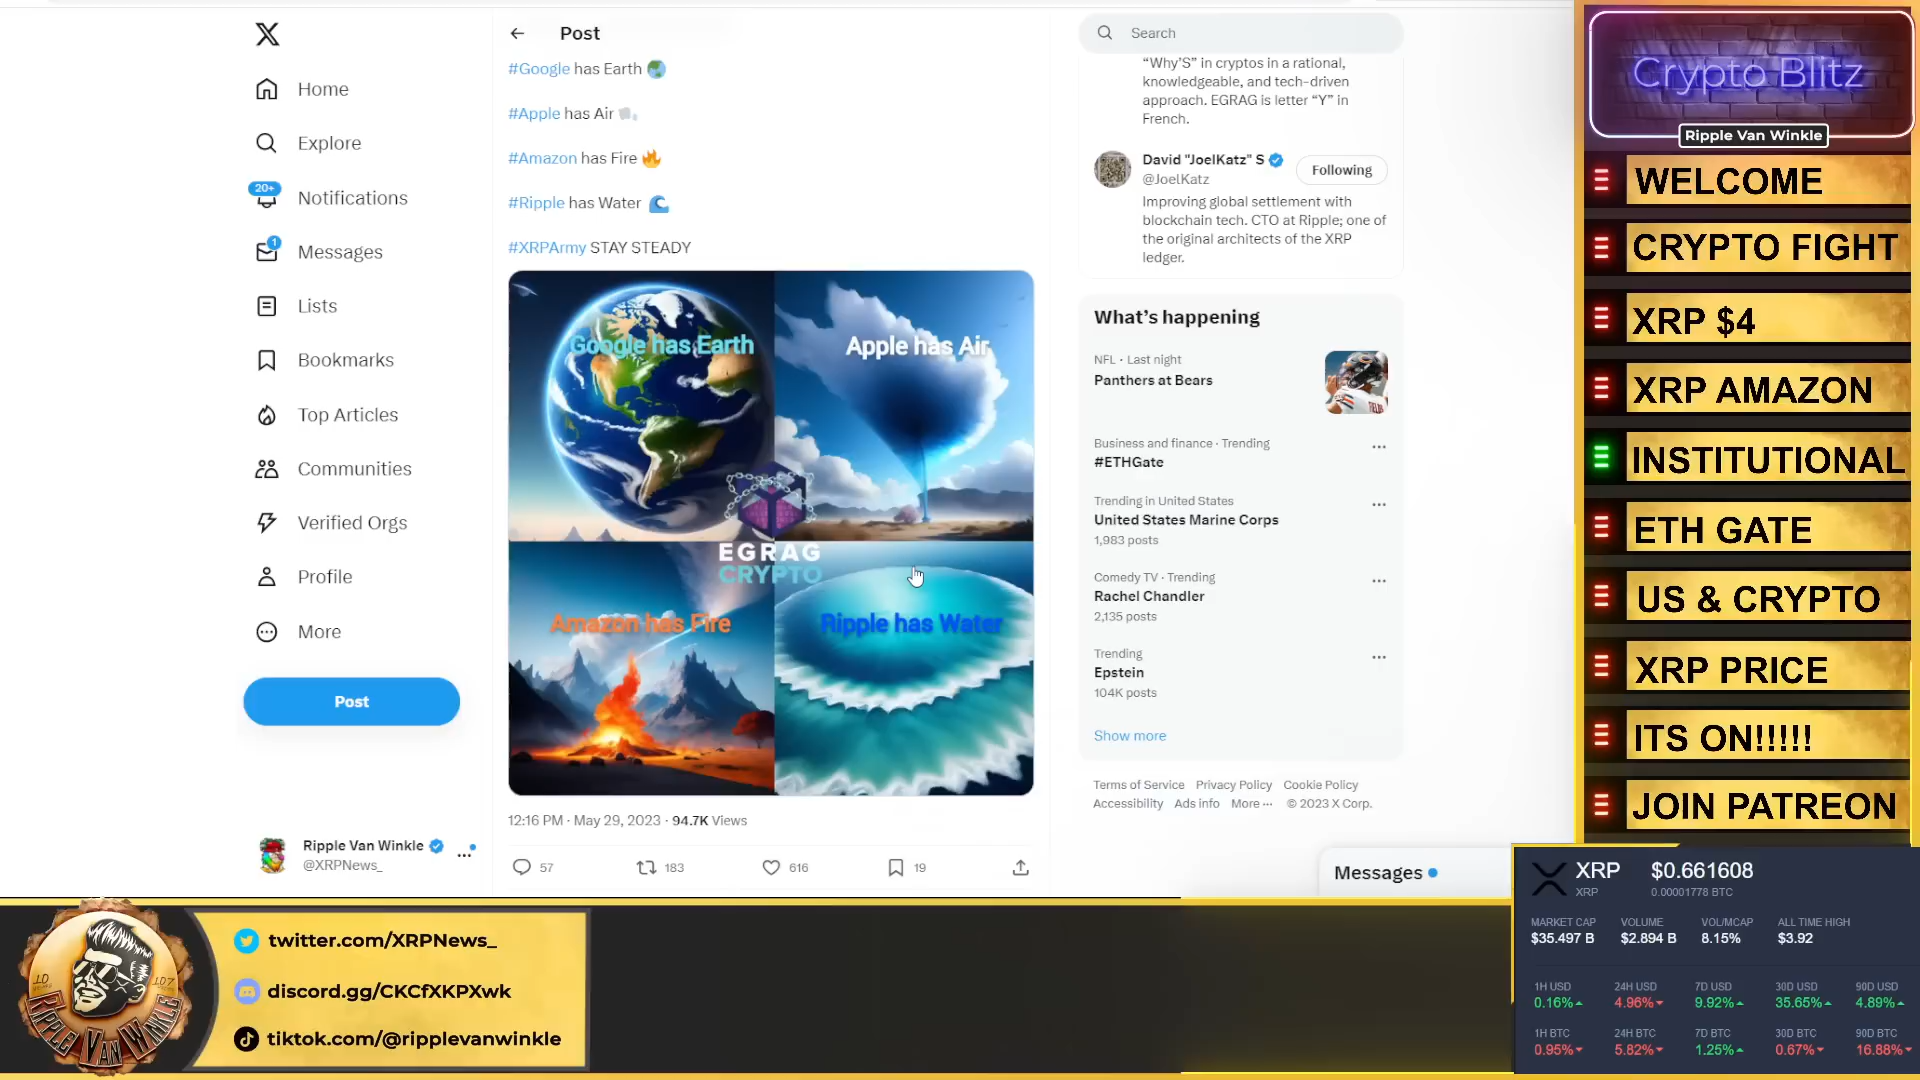 Home
Explore
20+
Notifications
1
Messages
Lists
Bookmarks
Top Articles
Communities
Verified Orgs
Profile
More
Post
Ripple Van Winkle
@XRPNews_
Post
#Google has Earth
#Apple has Air
#Amazon has Fire
#Ripple has Water
#XRPArmy STAY STEADY
Google has Earth
Apple has Air
EGRAG
CRYPTO
Amazon has Fire
Ripple has Water
12:16 PM · May 29, 2023 · 94.7K Views
57
183
616
19
Search
“Why’S” in cryptos in a rational,
knowledgeable, and tech-driven
approach. EGRAG is letter “Y” in
French.
David "JoelKatz" S
@JoelKatz
Following
Improving global settlement with
blockchain tech. CTO at Ripple; one of
the original architects of the XRP
ledger.
What’s happening
NFL · Last night
Panthers at Bears
Business and finance · Trending
#ETHGate
Trending in United States
United States Marine Corps
1,983 posts
Comedy TV · Trending
Rachel Chandler
2,135 posts
Trending
Epstein
104K posts
Show more
Terms of Service Privacy Policy Cookie Policy
Accessibility Ads info More ··· © 2023 X Corp.
Messages
Crypto Blitz
Ripple Van Winkle
WELCOME
CRYPTO FIGHT
XRP $4
XRP AMAZON
INSTITUTIONAL
ETH GATE
US & CRYPTO
XRP PRICE
ITS ON!!!!!
JOIN PATREON
XRP $0.661608
XRP 0.00001778 BTC
MARKET CAP VOLUME VOL/MCAP ALL TIME HIGH
$35.497 B $2.894 B 8.15% $3.92
1H USD 24H USD 7D USD 30D USD 90D USD
0.16% 4.96% 9.92% 35.65% 4.89%
1H BTC 24H BTC 7D BTC 30D BTC 90D BTC
0.95% 5.82% 1.25% 0.67% 16.88%
RIPPLE VAN WINKLE
twitter.com/XRPNews_
discord.gg/CKCfXKPXwk
tiktok.com/@ripplevanwinkle